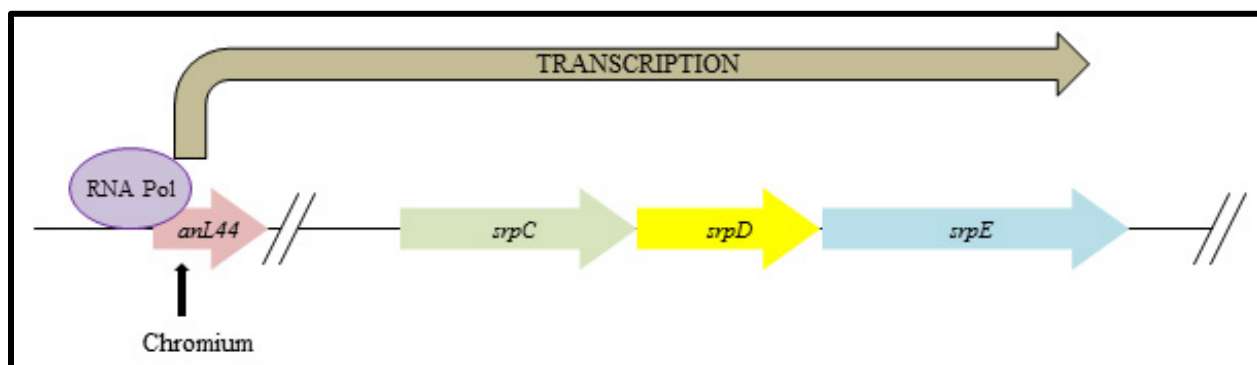 TRANSCRIPTION
RNA Pol
anL44
srpC
srpD
srpE
Chromium